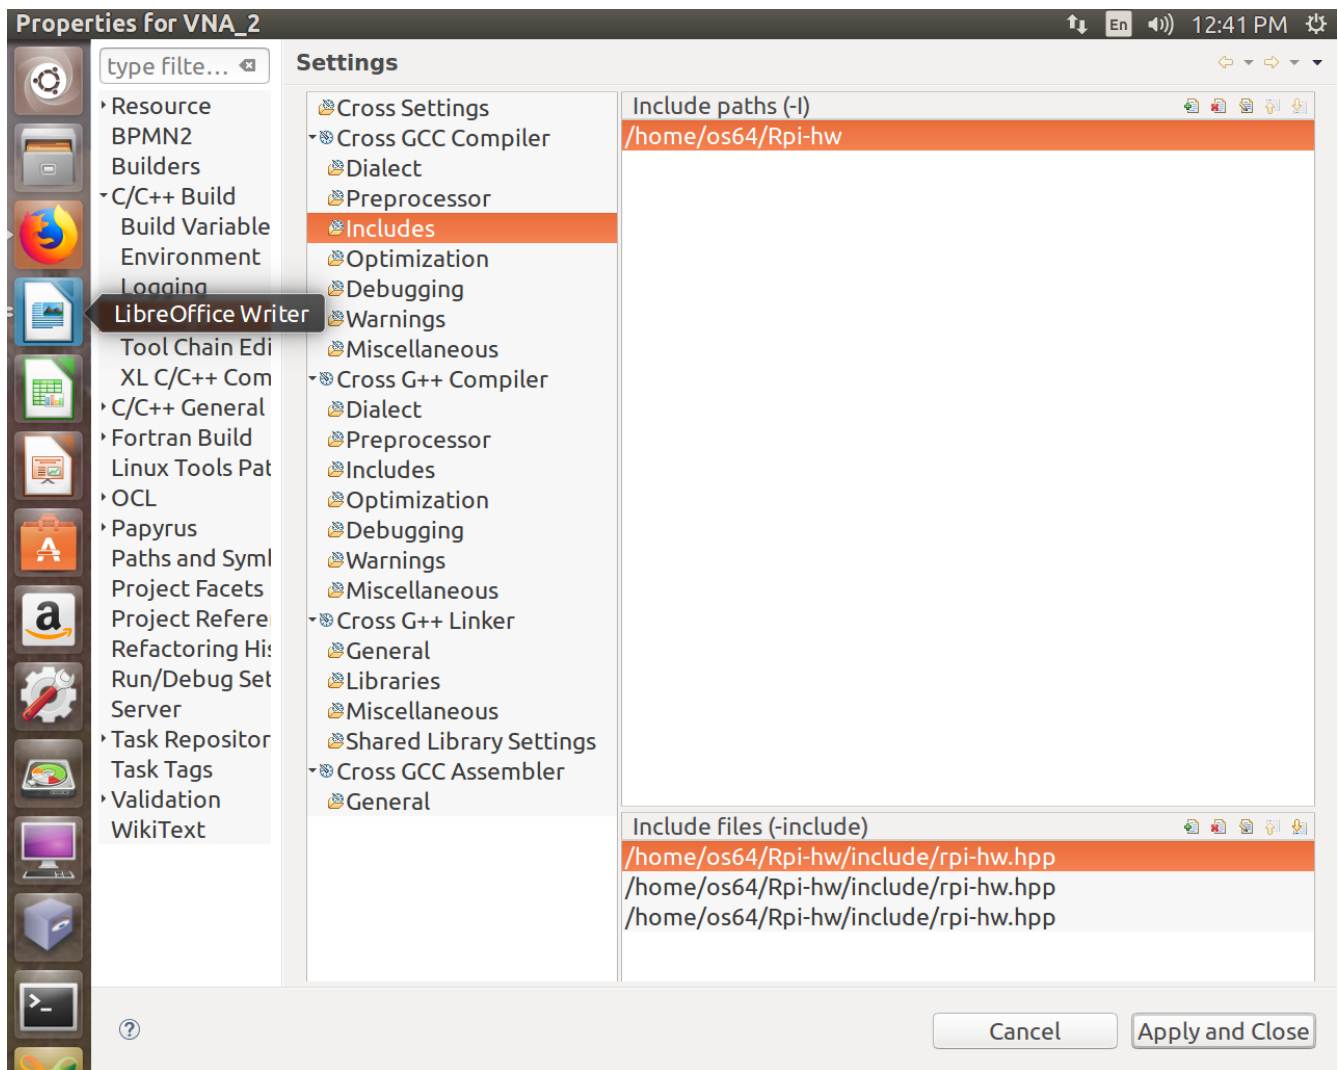 Properties for VNA_2
En
12:41 PM
type filte...
Settings
Resource
BPMN2
Builders
C/C++ Build
Build Variable
Environment
Logging
LibreOffice Writer
Tool Chain Edi
XL C/C++ Com
C/C++ General
Fortran Build
Linux Tools Pat
OCL
Papyrus
Paths and Syml
Project Facets
Project Refere
Refactoring His
Run/Debug Set
Server
Task Repositor
Task Tags
Validation
WikiText
Cross Settings
Cross GCC Compiler
Dialect
Preprocessor
Includes
Optimization
Debugging
Warnings
Miscellaneous
Cross G++ Compiler
Dialect
Preprocessor
Includes
Optimization
Debugging
Warnings
Miscellaneous
Cross G++ Linker
General
Libraries
Miscellaneous
Shared Library Settings
Cross GCC Assembler
General
Include paths (-I)
/home/os64/Rpi-hw
Include files (-include)
/home/os64/Rpi-hw/include/rpi-hw.hpp
/home/os64/Rpi-hw/include/rpi-hw.hpp
/home/os64/Rpi-hw/include/rpi-hw.hpp
Cancel
Apply and Close